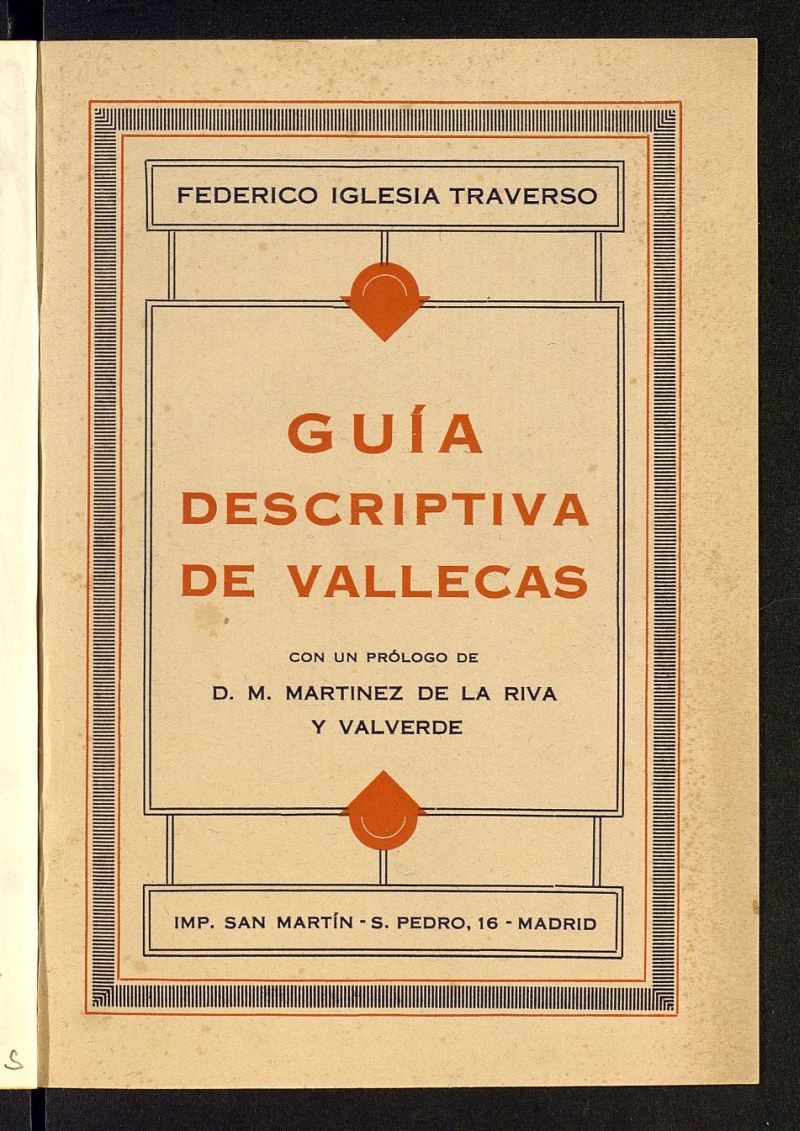 FEDERICO IGLESIA TRAVERSO
GUÍA
DESCRIPTIVA
DE VALLECAS
CON UN PRÓLOGO DE
D. M. MARTINEZ DE LA RIVA
Y VALVERDE
IMP. SAN MARTÍN - S. PEDRO, 16 - MADRID